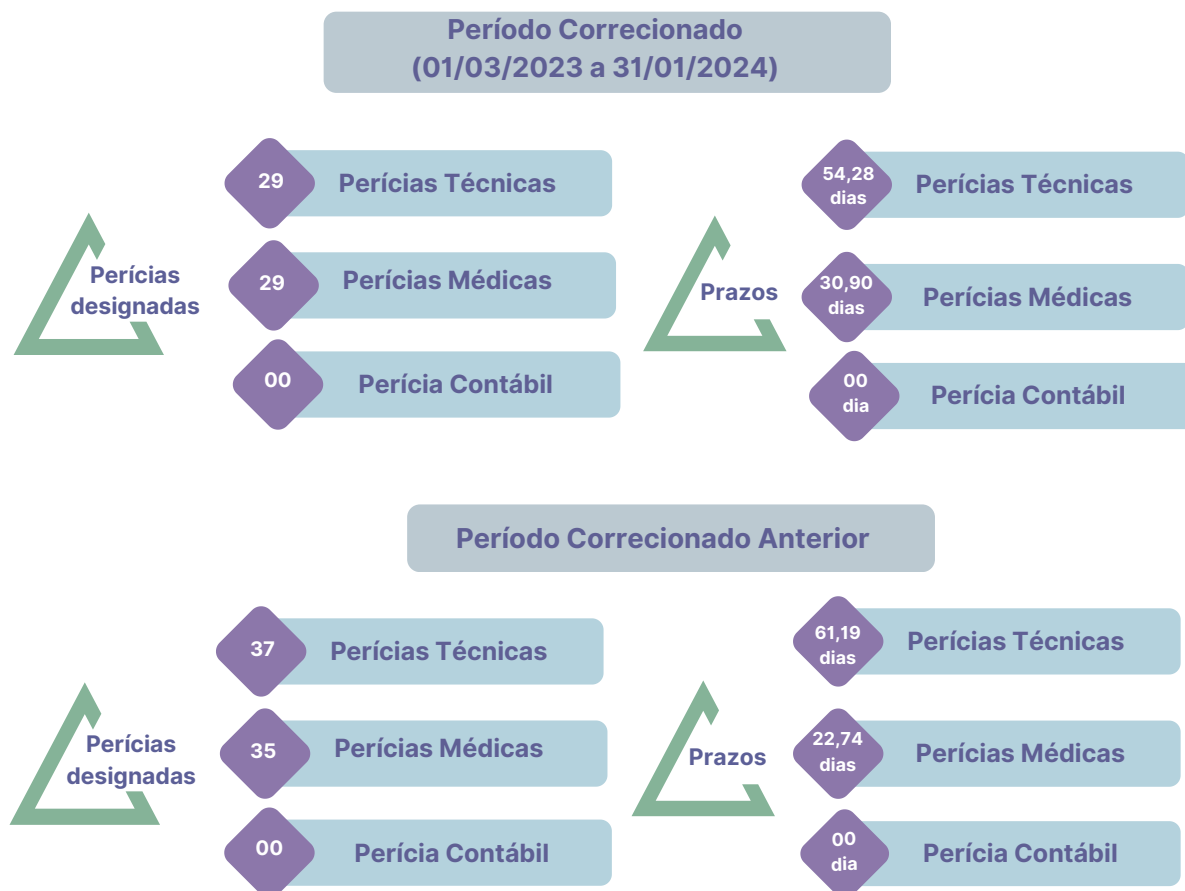 Período Correcionado
(01/03/2023 a 31/01/2024)
Perícias
designadas
29
Perícias Técnicas
29
Perícias Médicas
00
Perícia Contábil
Prazos
54,28
dias
Perícias Técnicas
30,90
dias
Perícias Médicas
00
dia
Perícia Contábil
Período Correcionado Anterior
Perícias
designadas
37
Perícias Técnicas
35
Perícias Médicas
00
Perícia Contábil
Prazos
61,19
dias
Perícias Técnicas
22,74
dias
Perícias Médicas
00
dia
Perícia Contábil